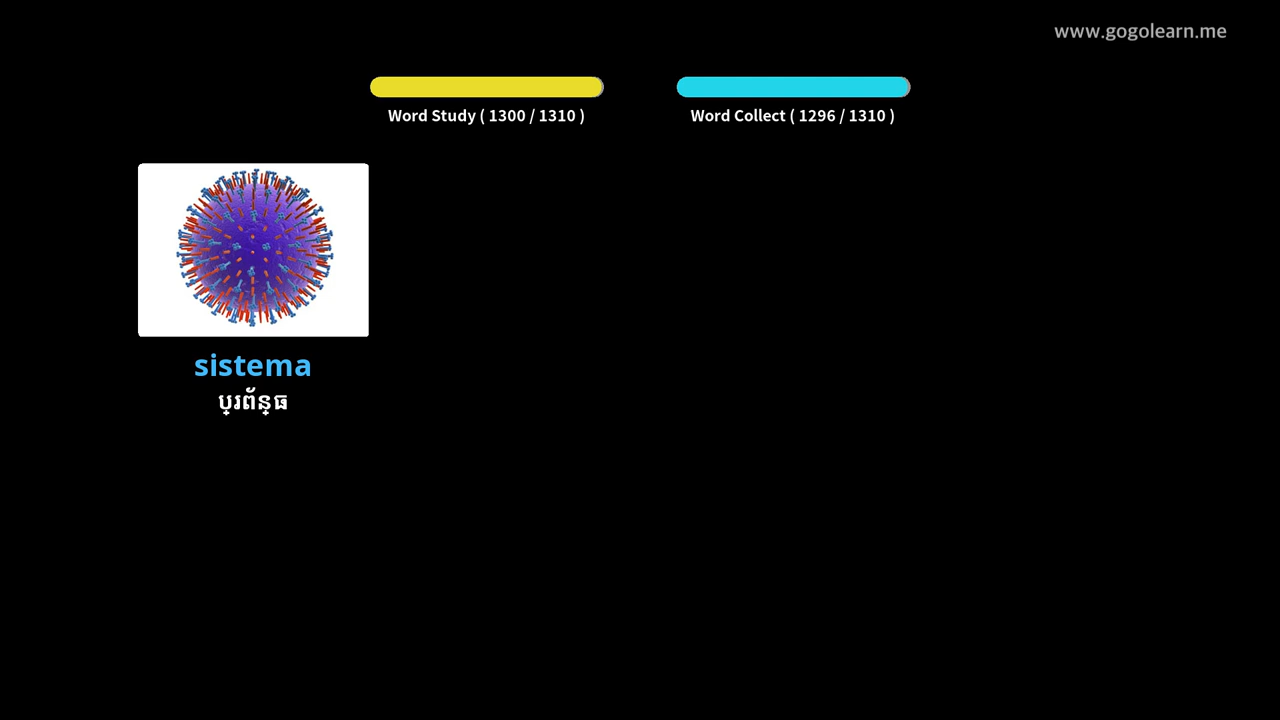 www.gogolearn.me
Word Study ( 1300 / 1310 )
Word Collect ( 1296 / 1310 )
sistema
ប្រព័ន្ធ